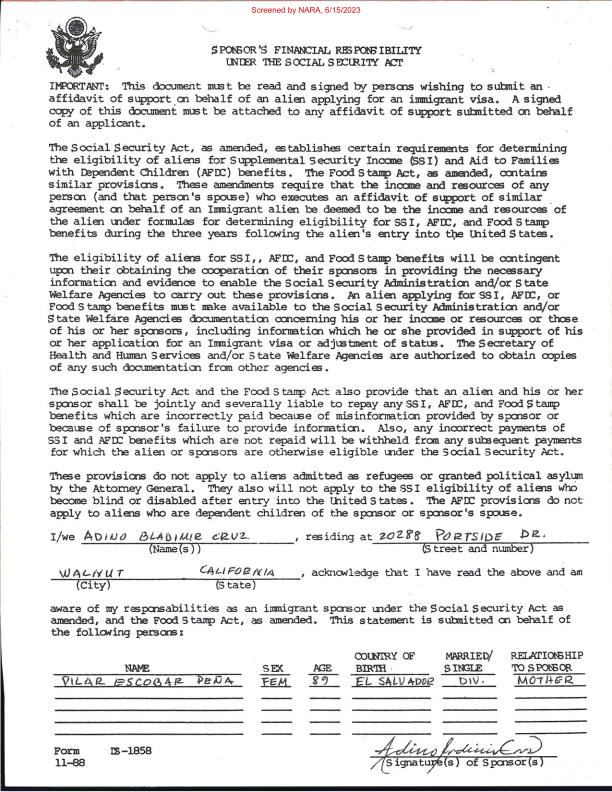 Screened by NARA, 6/15/2023
SPONSOR'S FINANCIAL RESPONSIBILITY
UNDER THE SOCIAL SECURITY ACT
IMPORTANT: This document must be read and signed by persons wishing to submit an
affidavit of support on behalf of an alien applying for an immigrant visa. A signed
copy of this document must be attached to any affidavit of support submitted on behalf
of an applicant.
The Social Security Act, as amended, establishes certain requirements for determining
the eligibility of aliens for Supplemental Security Income (SSI) and Aid to Families
with Dependent Children (AFDC) benefits. The Food Stamp Act, as amended, contains
similar provisions. These amendments require that the income and resources of any
person (and that person's spouse) who executes an affidavit of support of similar
agreement on behalf of an Immigrant alien be deemed to be the income and resources of
the alien under formulas for determining eligibility for SSI, AFDC, and Food Stamp
benefits during the three years following the alien's entry into the United States.
The eligibility of aliens for SSI,, AFDC, and Food Stamp benefits will be contingent
upon their obtaining the cooperation of their sponsors in providing the necessary
information and evidence to enable the Social Security Administration and/or State
Welfare Agencies to carry out these provisions. An alien applying for SSI, AFDC, or
Food Stamp benefits must make available to the Social Security Administration and/or
State Welfare Agencies documentation concerning his or her income or resources or those
of his or her sponsors, including information which he or she provided in support of his
or her application for an Immigrant visa or adjustment of status. The Secretary of
Health and Human Services and/or State Welfare Agencies are authorized to obtain copies
of any such documentation from other agencies.
The Social Security Act and the Food Stamp Act also provide that an alien and his or her
sponsor shall be jointly and severally liable to repay any SSI, AFDC, and Food Stamp
benefits which are incorrectly paid because of misinformation provided by sponsor or
because of sponsor's failure to provide information. Also, any incorrect payments of
SSI and AFDC benefits which are not repaid will be withheld from any subsequent payments
for which the alien or sponsors are otherwise eligible under the Social Security Act.
These provisions do not apply to aliens admitted as refugees or granted political asylum
by the Attorney General. They also will not apply to the SSI eligibility of aliens who
become blind or disabled after entry into the United States. The AFDC provisions do not
apply to aliens who are dependent children of the sponsor or sponsor's spouse.
I/we ADINO BLADIMIR CRUZ, residing at 20288 PORTSIDE DR.
(Name(s)) (Street and number)
WALNUT CALIFORNIA, acknowledge that I have read the above and am
(City) (State)
aware of my responsabilities as an immigrant sponsor under the Social Security Act as
amended, and the Food Stamp Act, as amended. This statement is submitted on behalf of
the following persons:
COUNTRY OF MARRIED/ RELATIONSHIP
NAME SEX AGE BIRTH SINGLE TO SPONSOR
PILAR ESCOBAR PEÑA FEM 89 EL SALVADOR DIV. MOTHER
Form IS-1858
11-88 (Signature(s) of Sponsor(s)